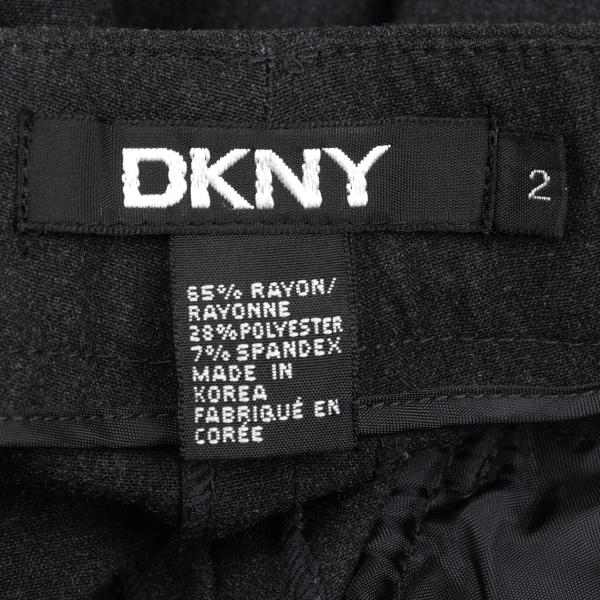 DKNY
2
65% RAYON/
RAYONNE
28%POLYESTER
7% SPANDEX
MADE IN
KOREA
FABRIQUÉ EN
CORÉE